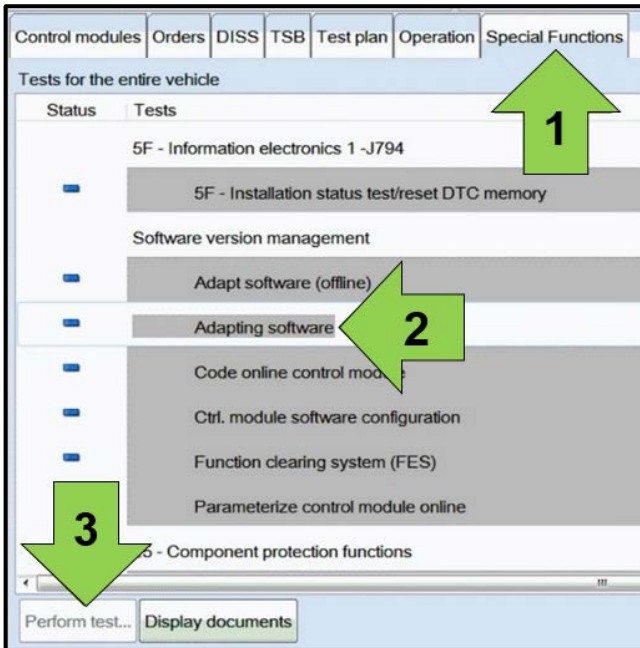 Control modules Orders DISS TSB Test plan Operation Special Functions
1
Tests for the entire vehicle
Status Tests
5F - Information electronics 1 -J794
5F - Installation status test/reset DTC memory
Software version management
Adapt software (offline)
Adapting software
2
Code online control
Ctrl. module software configuration
Function clearing system (FES)
Parameterize control module online
3
- Component protection functions
Perform test... Display documents